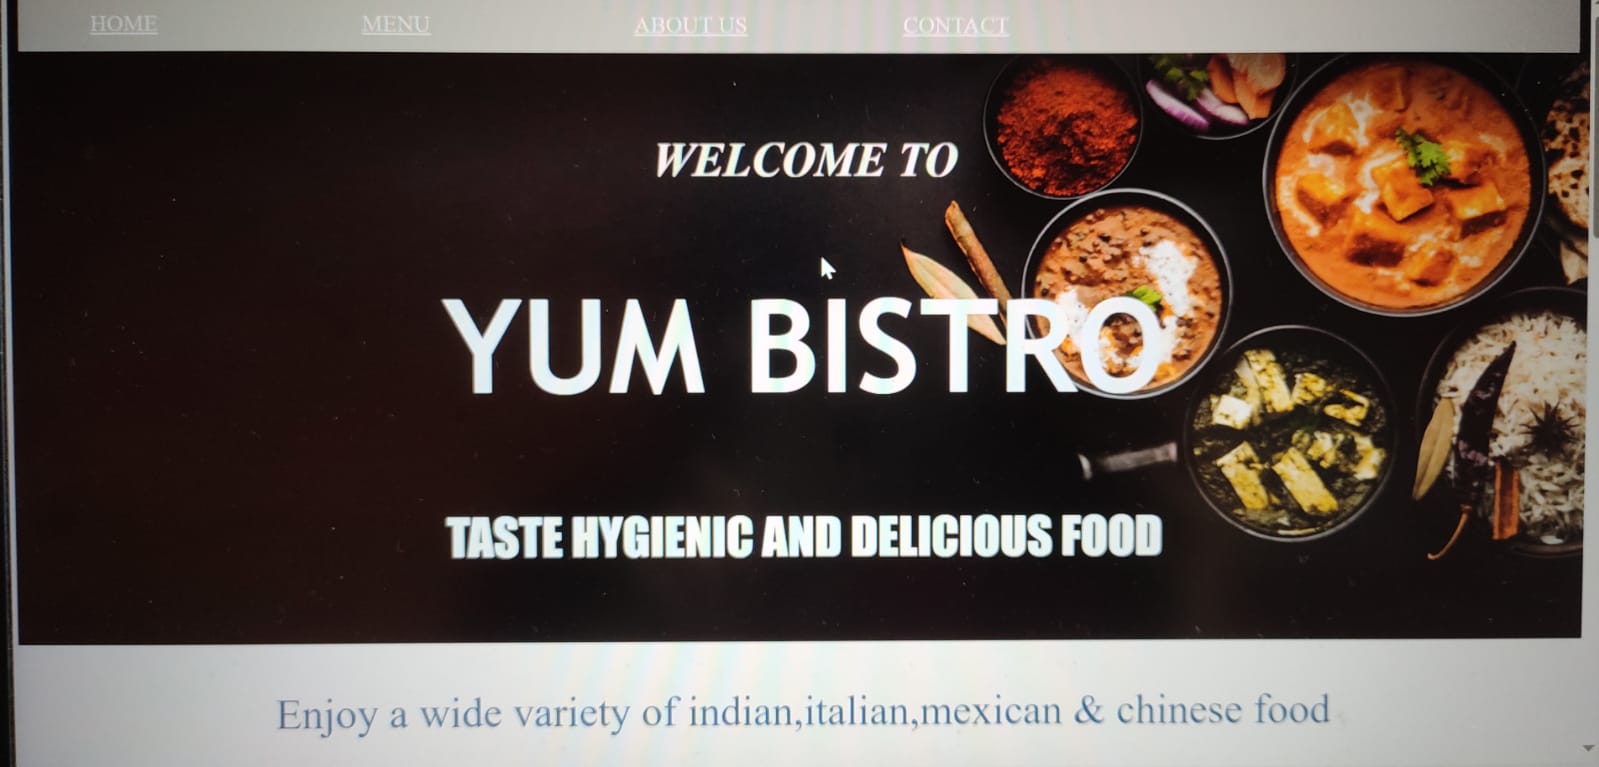 HOME MENU ABOUT US CONTACT
WELCOME TO
YUM BISTRO
TASTE HYGIENIC AND DELICIOUS FOOD
Enjoy a wide variety of indian,italian,mexican & chinese food